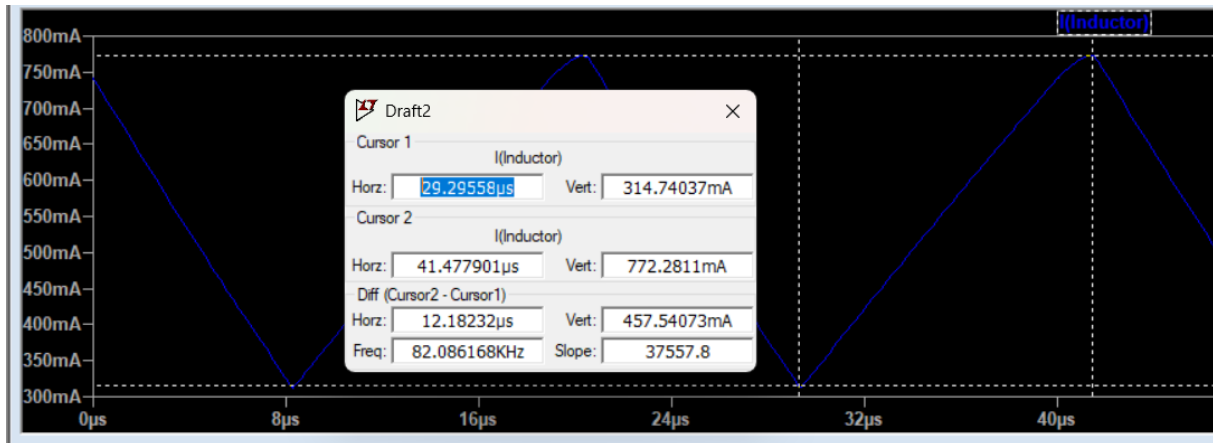 I(Inductor)
800mA
750mA
700mA
650mA
600mA
550mA
500mA
450mA
400mA
350mA
300mA
Draft2
Cursor 1
I(Inductor)
Horz: 29.29558µs Vert: 314.74037mA
Cursor 2
I(Inductor)
Horz: 41.477901µs Vert: 772.2811mA
Diff (Cursor2 - Cursor1)
Horz: 12.18232µs Vert: 457.54073mA
Freq: 82.086168KHz Slope: 37557.8
0µs 8µs 16µs 24µs 32µs 40µs